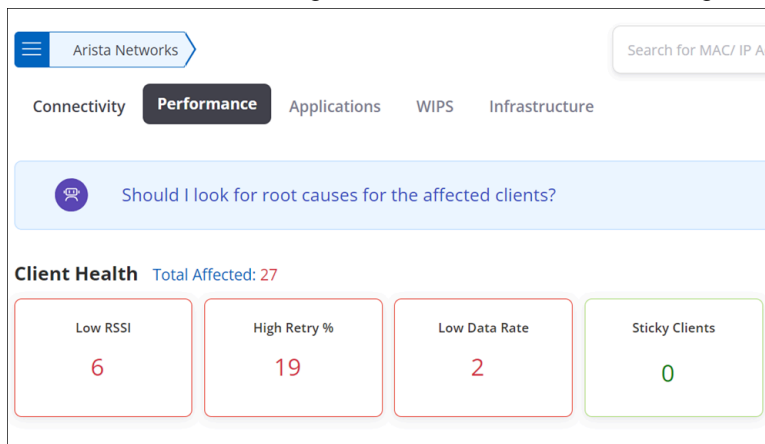 Arista Networks
Search for MAC/ IP A
Connectivity Performance Applications WIPS Infrastructure
Should I look for root causes for the affected clients?
Client Health Total Affected: 27
Low RSSI High Retry % Low Data Rate Sticky Clients
6 19 2 0